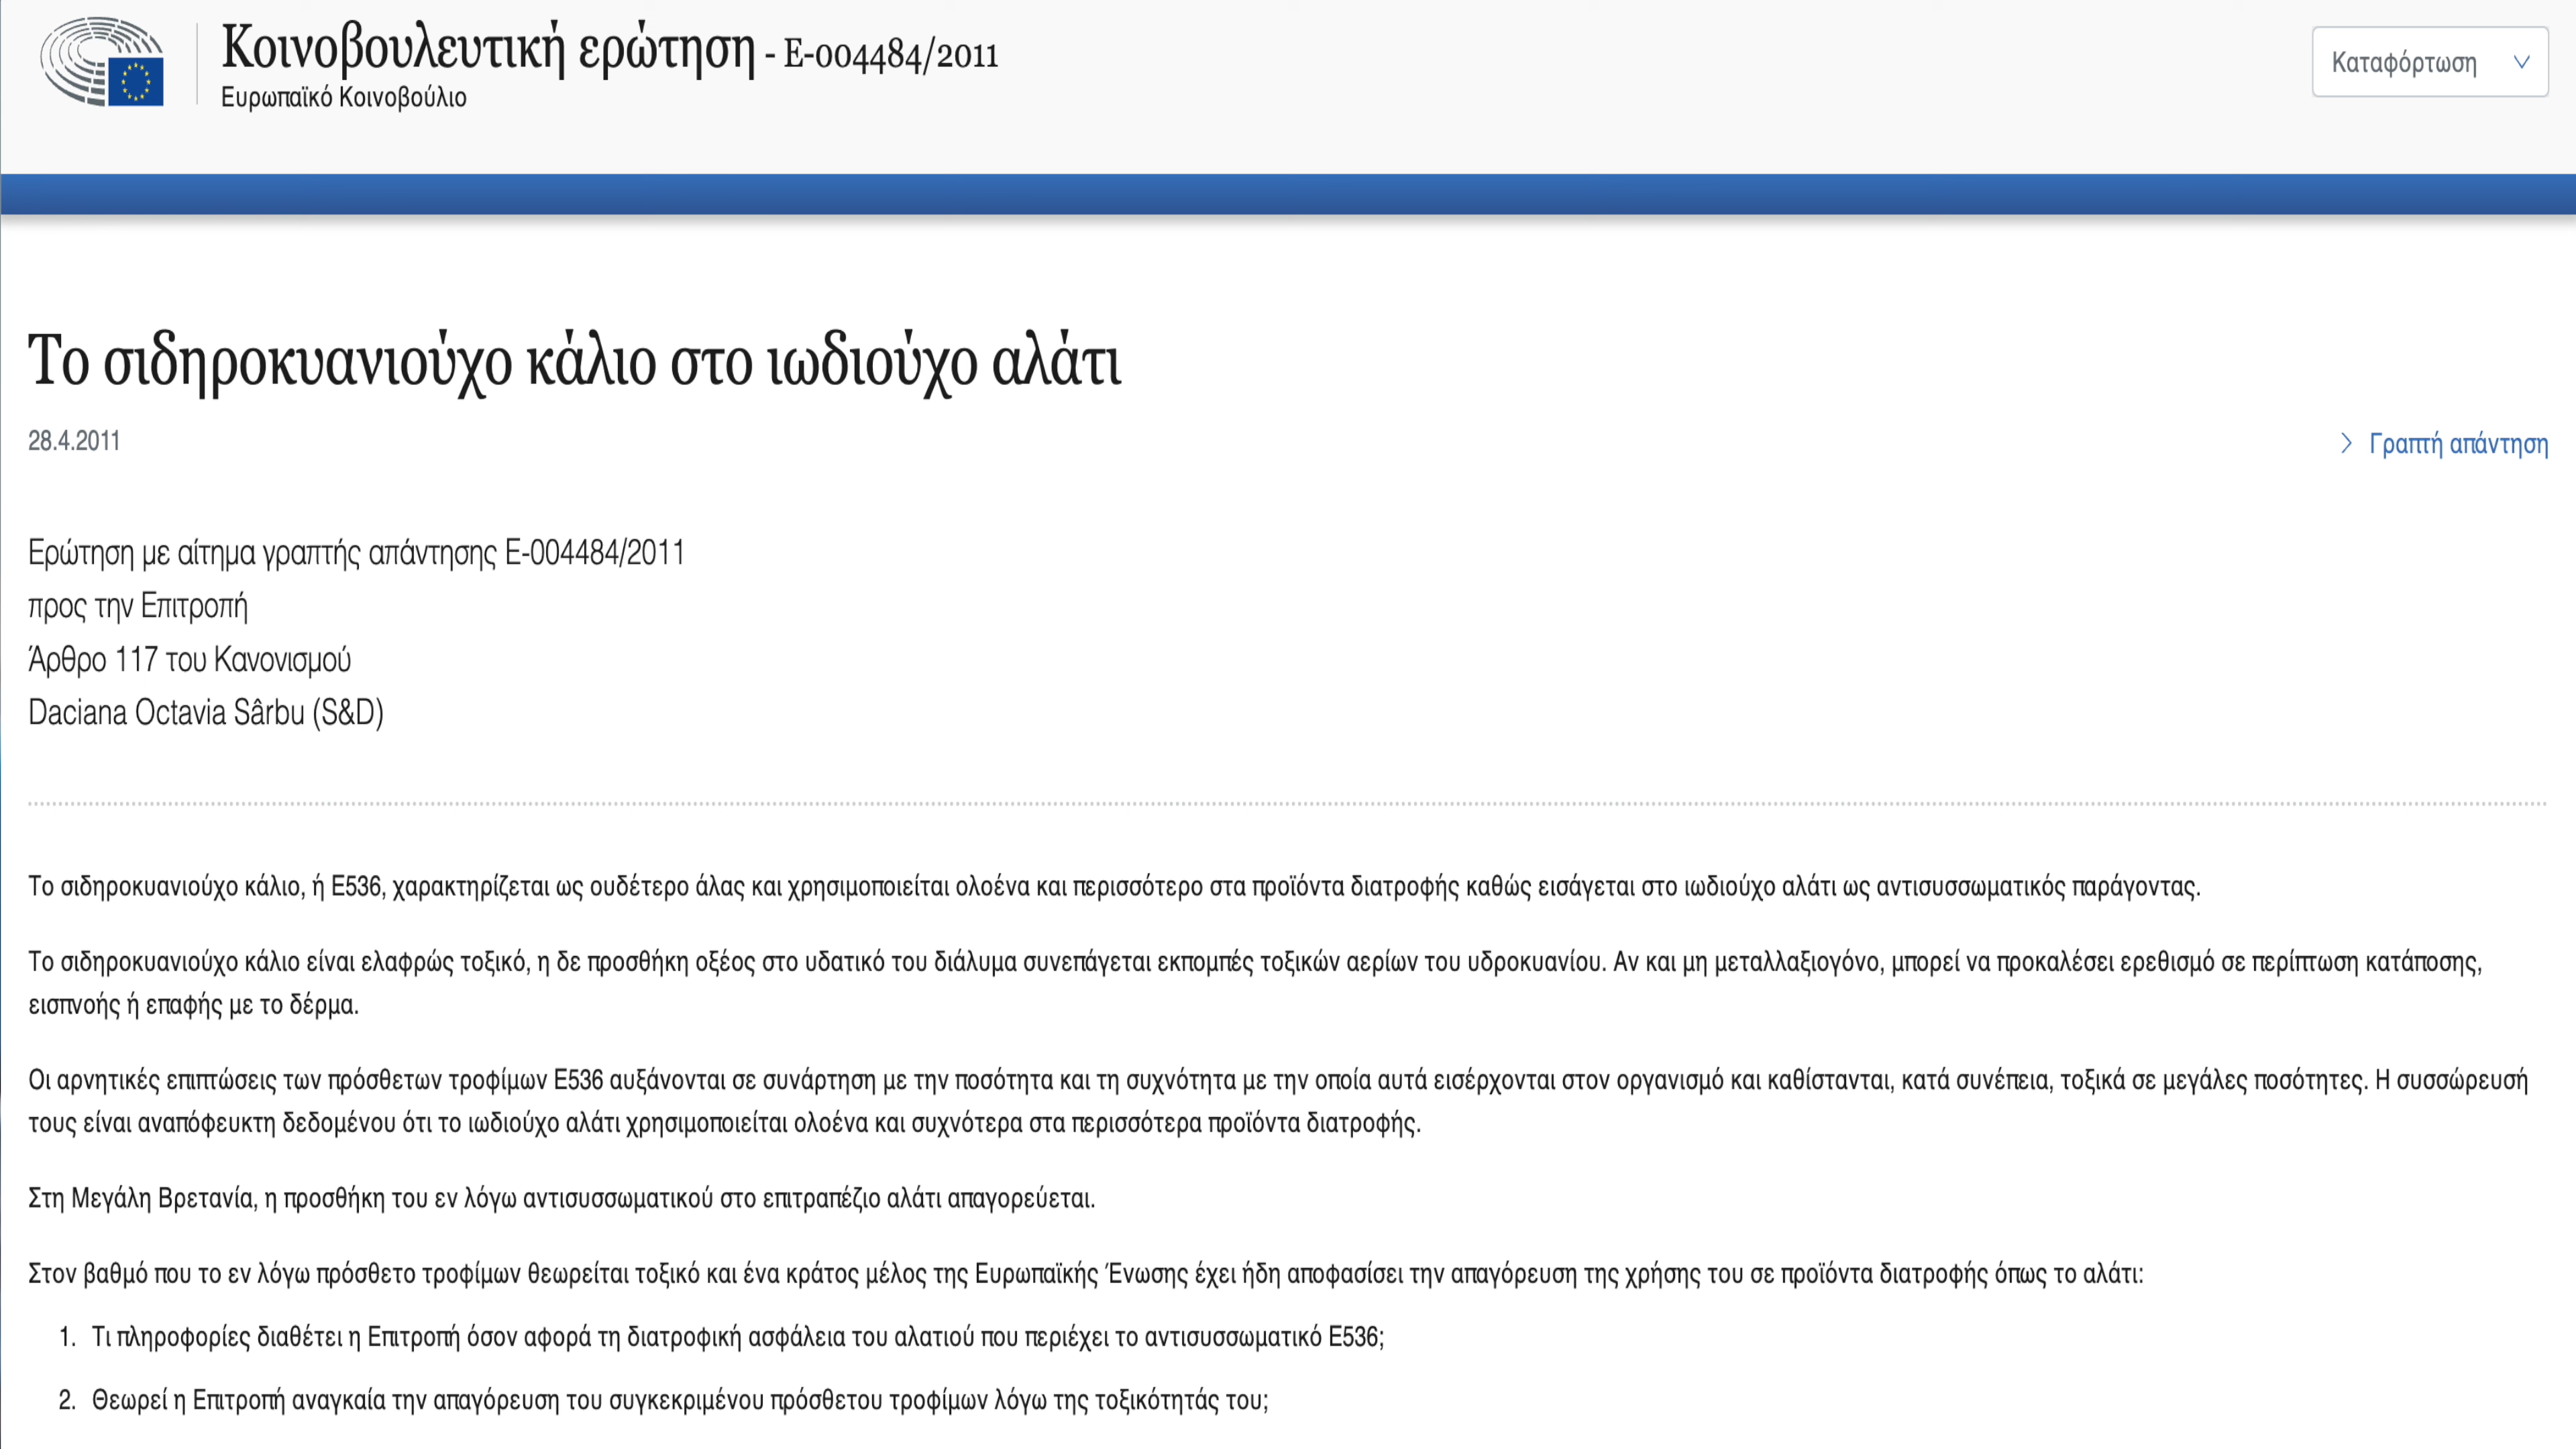 Κοινοβουλευτική ερώτηση - E-004484/2011
Ευρωπαϊκό Κοινοβούλιο
Καταφόρτωση
Το σιδηροκυανιούχο κάλιο στο ιωδιούχο αλάτι
28.4.2011
Γραπτή απάντηση
Ερώτηση με αίτημα γραπτής απάντησης E-004484/2011
προς την Επιτροπή
Άρθρο 117 του Κανονισμού
Daciana Octavia Sârbu (S&D)
Το σιδηροκυανιούχο κάλιο, ή Ε536, χαρακτηρίζεται ως ουδέτερο άλας και χρησιμοποιείται ολοένα και περισσότερο στα προϊόντα διατροφής καθώς εισάγεται στο ιωδιούχο αλάτι ως αντισυσσωματικός παράγοντας.
Το σιδηροκυανιούχο κάλιο είναι ελαφρώς τοξικό, η δε προσθήκη οξέος στο υδατικό του διάλυμα συνεπάγεται εκπομπές τοξικών αερίων του υδροκυανίου. Αν και μη μεταλλαξιογόνο, μπορεί να προκαλέσει ερεθισμό σε περίπτωση κατάποσης,
εισπνοής ή επαφής με το δέρμα.
Οι αρνητικές επιπτώσεις των πρόσθετων τροφίμων Ε536 αυξάνονται σε συνάρτηση με την ποσότητα και τη συχνότητα με την οποία αυτά εισέρχονται στον οργανισμό και καθίστανται, κατά συνέπεια, τοξικά σε μεγάλες ποσότητες. Η συσσώρευσή
τους είναι αναπόφευκτη δεδομένου ότι το ιωδιούχο αλάτι χρησιμοποιείται ολοένα και συχνότερα στα περισσότερα προϊόντα διατροφής.
Στη Μεγάλη Βρετανία, η προσθήκη του εν λόγω αντισυσσωματικού στο επιτραπέζιο αλάτι απαγορεύεται.
Στον βαθμό που το εν λόγω πρόσθετο τροφίμων θεωρείται τοξικό και ένα κράτος μέλος της Ευρωπαϊκής Ένωσης έχει ήδη αποφασίσει την απαγόρευση της χρήσης του σε προϊόντα διατροφής όπως το αλάτι:
1. Τι πληροφορίες διαθέτει η Επιτροπή όσον αφορά τη διατροφική ασφάλεια του αλατιού που περιέχει το αντισυσσωματικό Ε536;
2. Θεωρεί η Επιτροπή αναγκαία την απαγόρευση του συγκεκριμένου πρόσθετου τροφίμων λόγω της τοξικότητάς του;